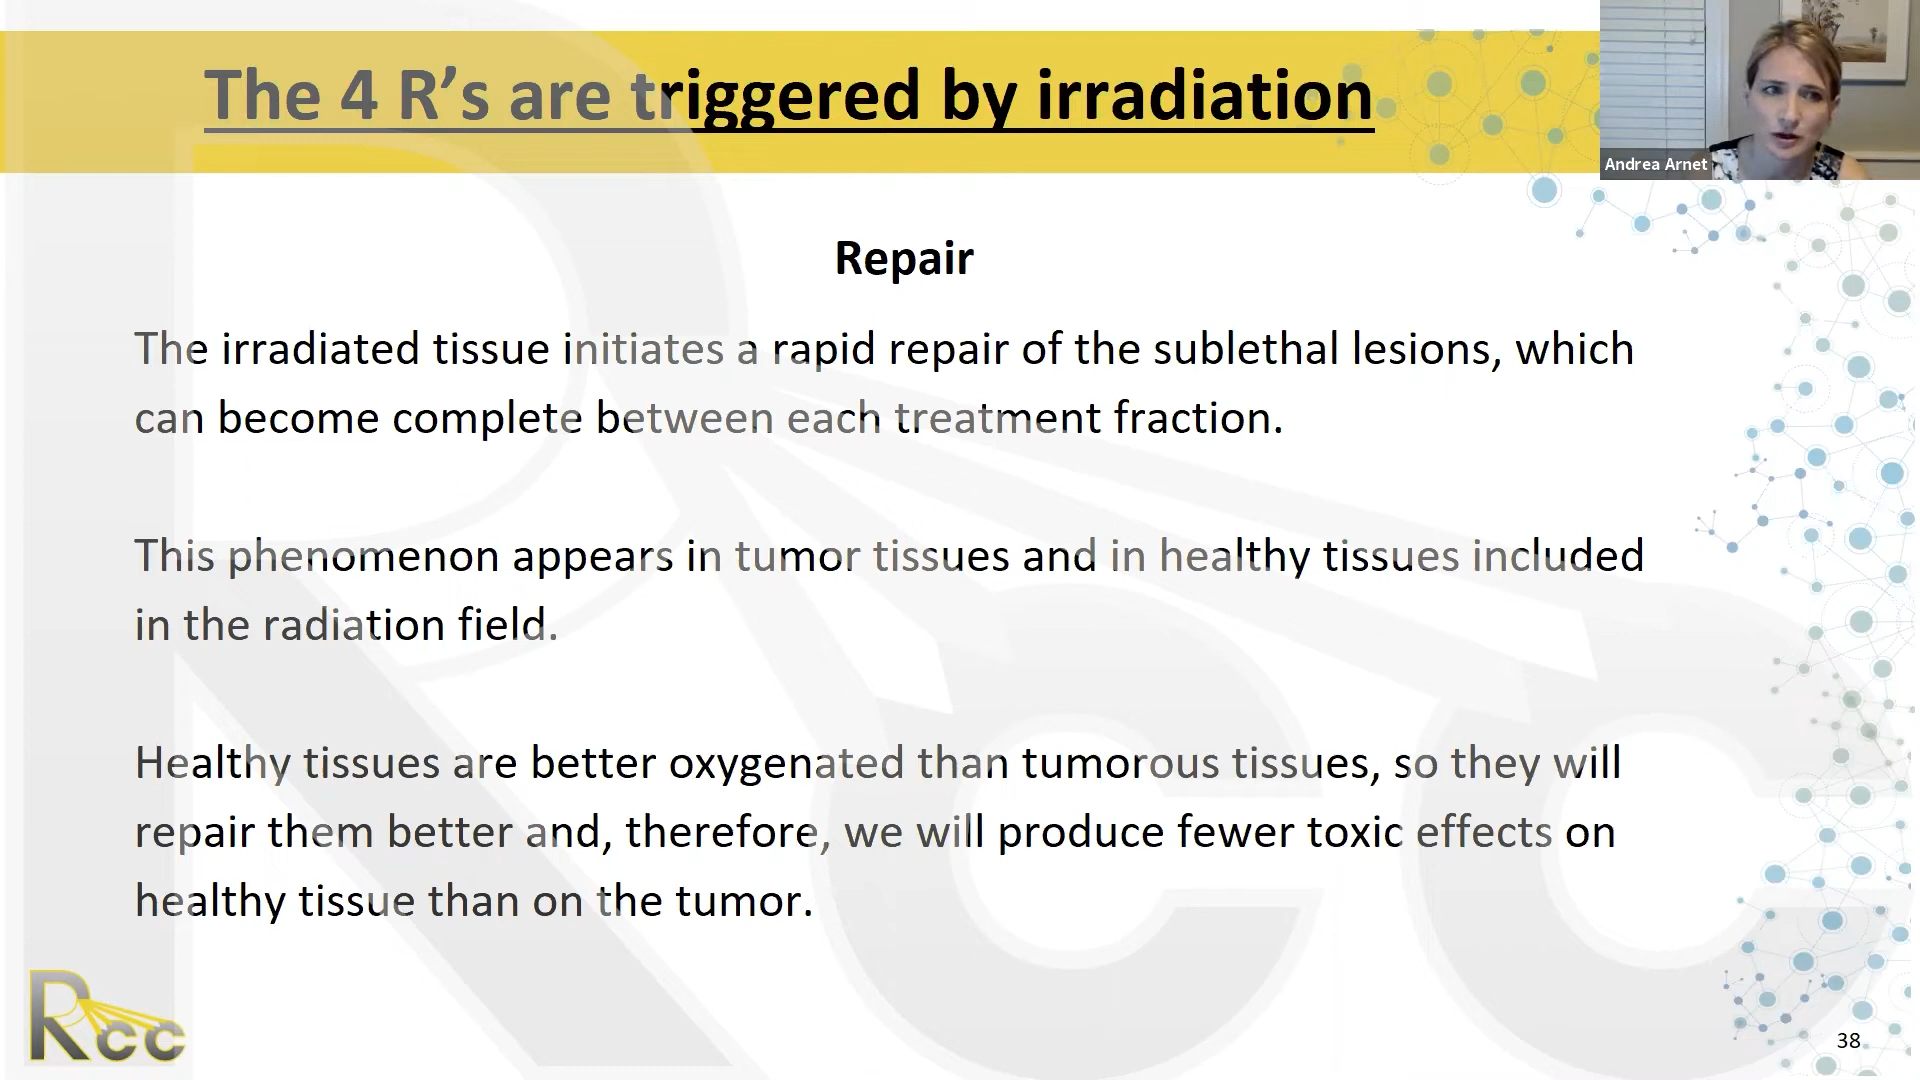 The 4 R’s are triggered by irradiation
Andrea Arnet
Repair
The irradiated tissue initiates a rapid repair of the sublethal lesions, which
can become complete between each treatment fraction.
This phenomenon appears in tumor tissues and in healthy tissues included
in the radiation field.
Healthy tissues are better oxygenated than tumorous tissues, so they will
repair them better and, therefore, we will produce fewer toxic effects on
healthy tissue than on the tumor.
Rcc
38